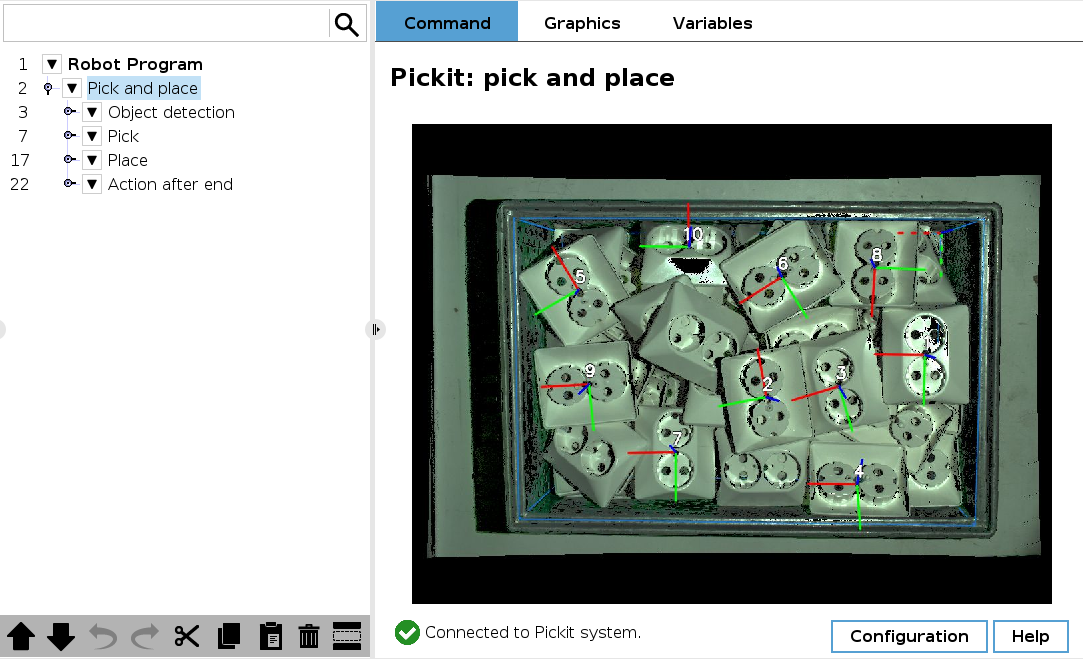 Command Graphics Variables
1 Robot Program
2 Pick and place
3 Object detection
7 Pick
17 Place
22 Action after end
Pickit: pick and place
10
5
6
8
1
9
2
3
7
4
Connected to Pickit system.
Configuration Help